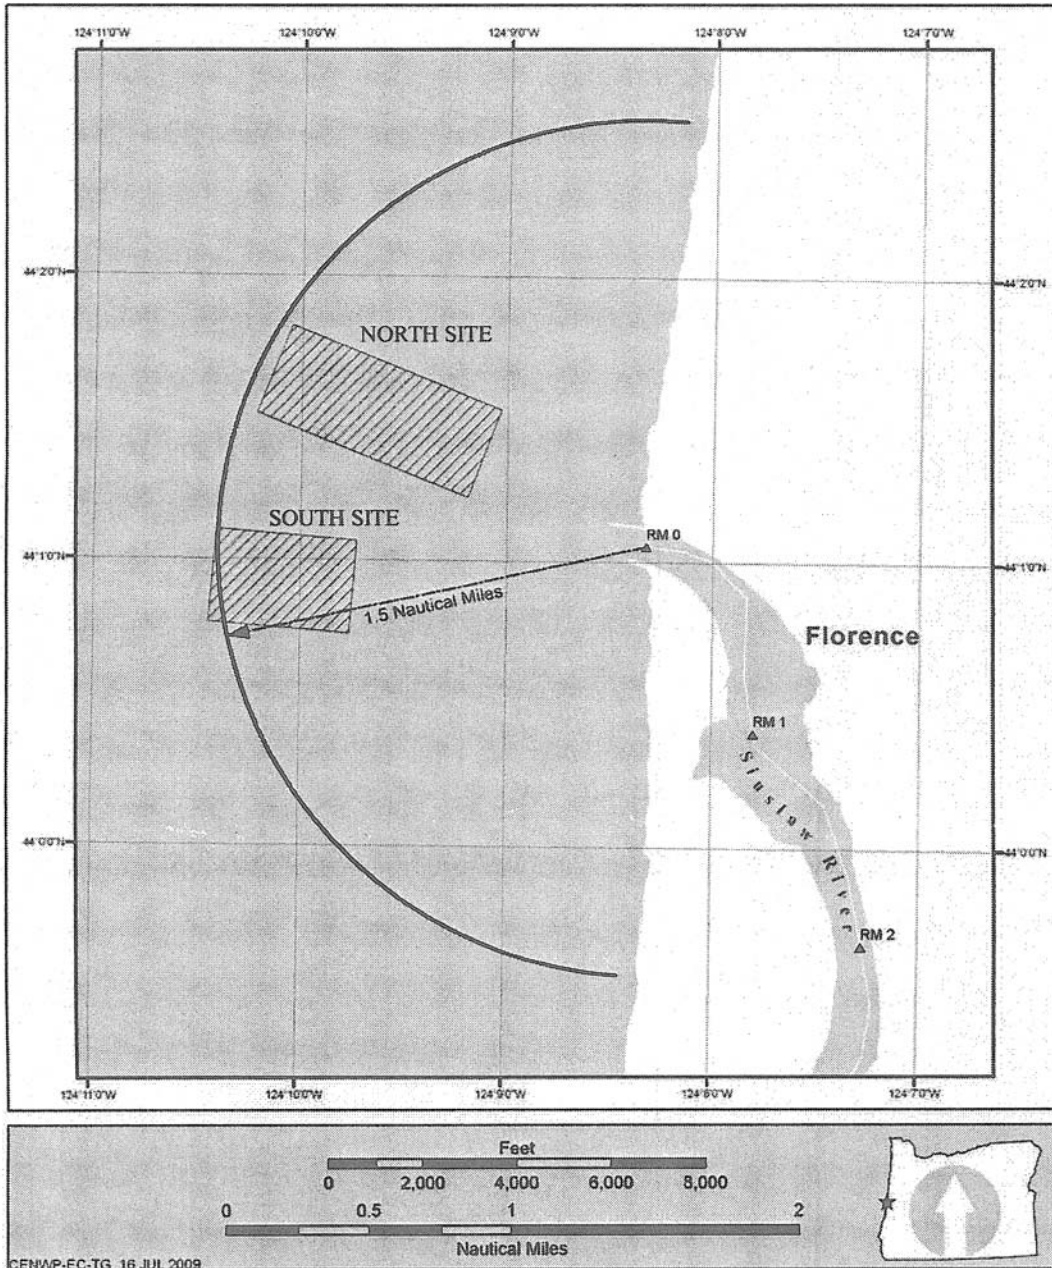 124°11'0"W 124°10'0"W 124°9'0"W 124°8'0"W 124°7'0"W
44°2'0"N 44°2'0"N
NORTH SITE
SOUTH SITE
RM 0
44°1'0"N 44°1'0"N
1.5 Nautical Miles
Florence
RM 1
Siuslow River
44°0'0"N 44°0'0"N
RM 2
124°11'0"W 124°10'0"W 124°9'0"W 124°8'0"W 124°7'0"W
Feet
0 2,000 4,000 6,000 8,000
0 0.5 1 2
Nautical Miles
CENWP-EC-TG 16 JUL 2009